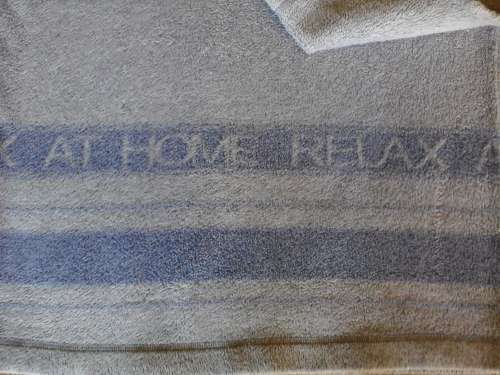 X AT HOME RELAX A